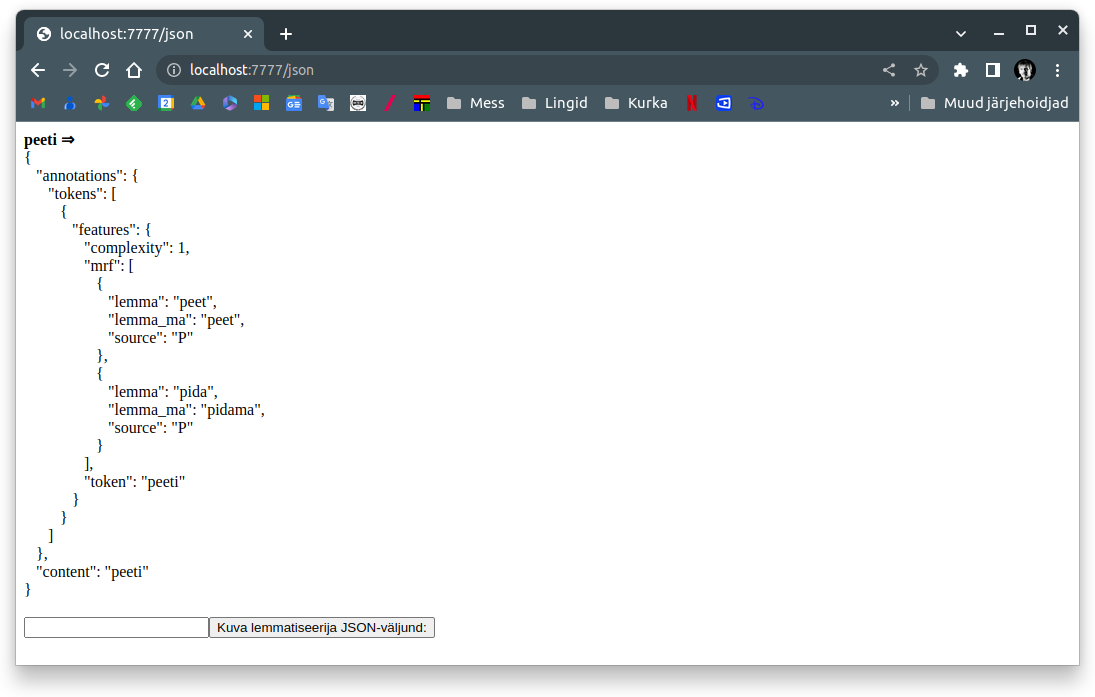 localhost:7777/json
localhost:7777/json
2
Mess
Lingid
Kurka
»
Muud järjehoidjad
peeti ⇒
{
"annotations": {
"tokens": [
{
"features": {
"complexity": 1,
"mrf": [
{
"lemma": "peet",
"lemma_ma": "peet",
"source": "P"
},
{
"lemma": "pida",
"lemma_ma": "pidama",
"source": "P"
}
],
"token": "peeti"
}
}
]
},
"content": "peeti"
}
Kuva lemmatiseerija JSON-väljund: